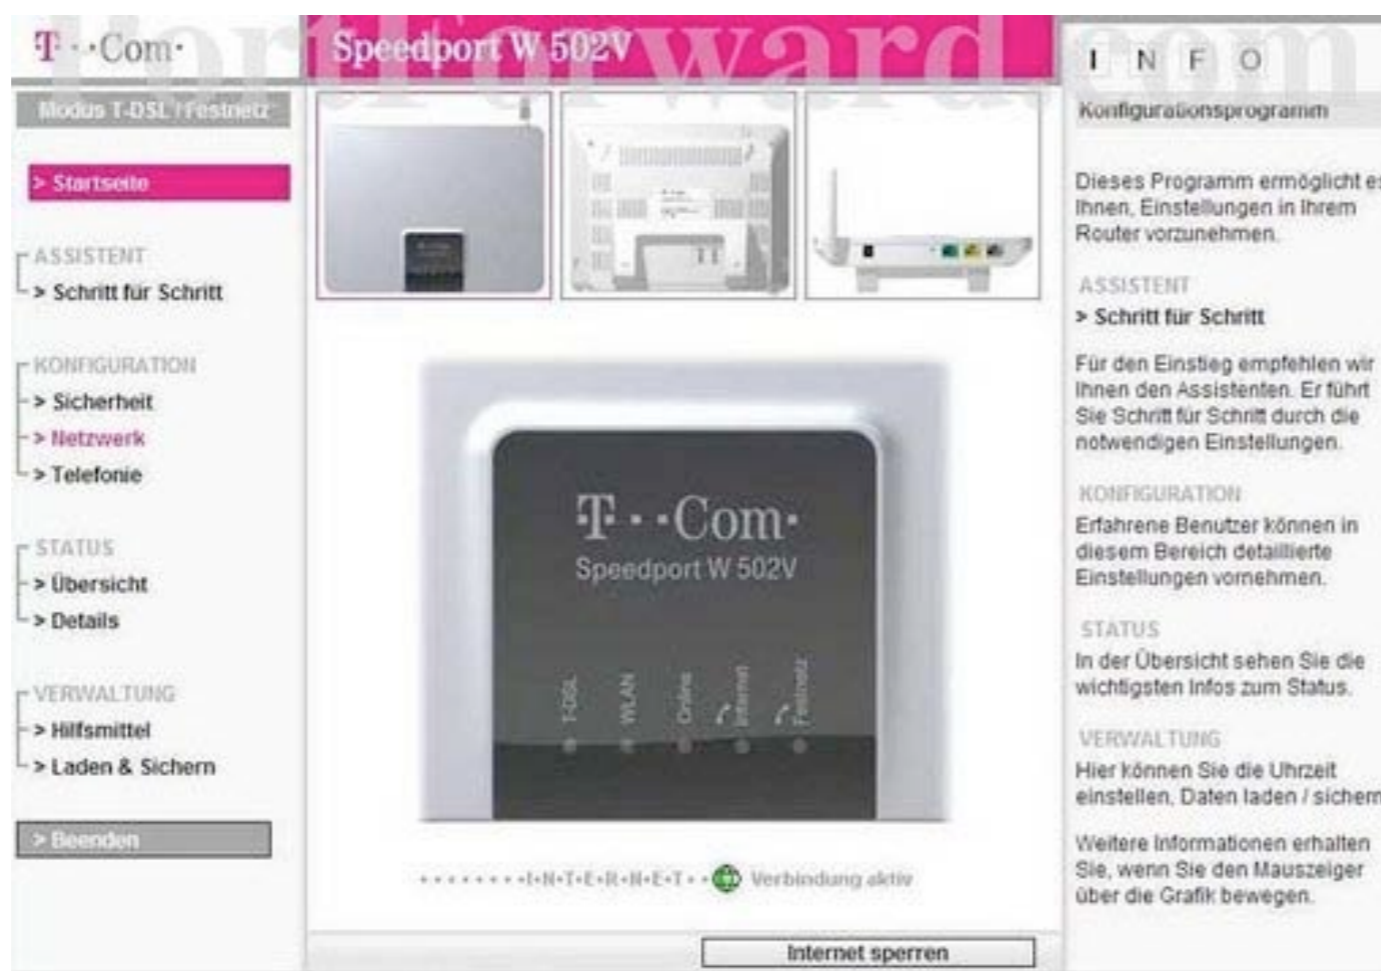 PortForward.com
T··Com·
Speedport W 502V
Modus T-DSL / Festnetz
> Startseite
ASSISTENT
> Schritt für Schritt
KONFIGURATION
> Sicherheit
> Netzwerk
> Telefonie
STATUS
> Übersicht
> Details
VERWALTUNG
> Hilfsmittel
> Laden & Sichern
> Beenden
T··Com·
Speedport W 502V
T-DSL
WLAN
Online
Internet
Festnetz
········I·N·T·E·R·N·E·T·· Verbindung aktiv
Internet sperren
INFO
Konfigurationsprogramm
Dieses Programm ermöglicht es
Ihnen, Einstellungen in Ihrem
Router vorzunehmen.
ASSISTENT
> Schritt für Schritt
Für den Einstieg empfehlen wir
Ihnen den Assistenten. Er führt
Sie Schritt für Schritt durch die
notwendigen Einstellungen.
KONFIGURATION
Erfahrene Benutzer können in
diesem Bereich detaillierte
Einstellungen vornehmen.
STATUS
In der Übersicht sehen Sie die
wichtigsten Infos zum Status.
VERWALTUNG
Hier können Sie die Uhrzeit
einstellen, Daten laden / sichern
Weitere Informationen erhalten
Sie, wenn Sie den Mauszeiger
über die Grafik bewegen.